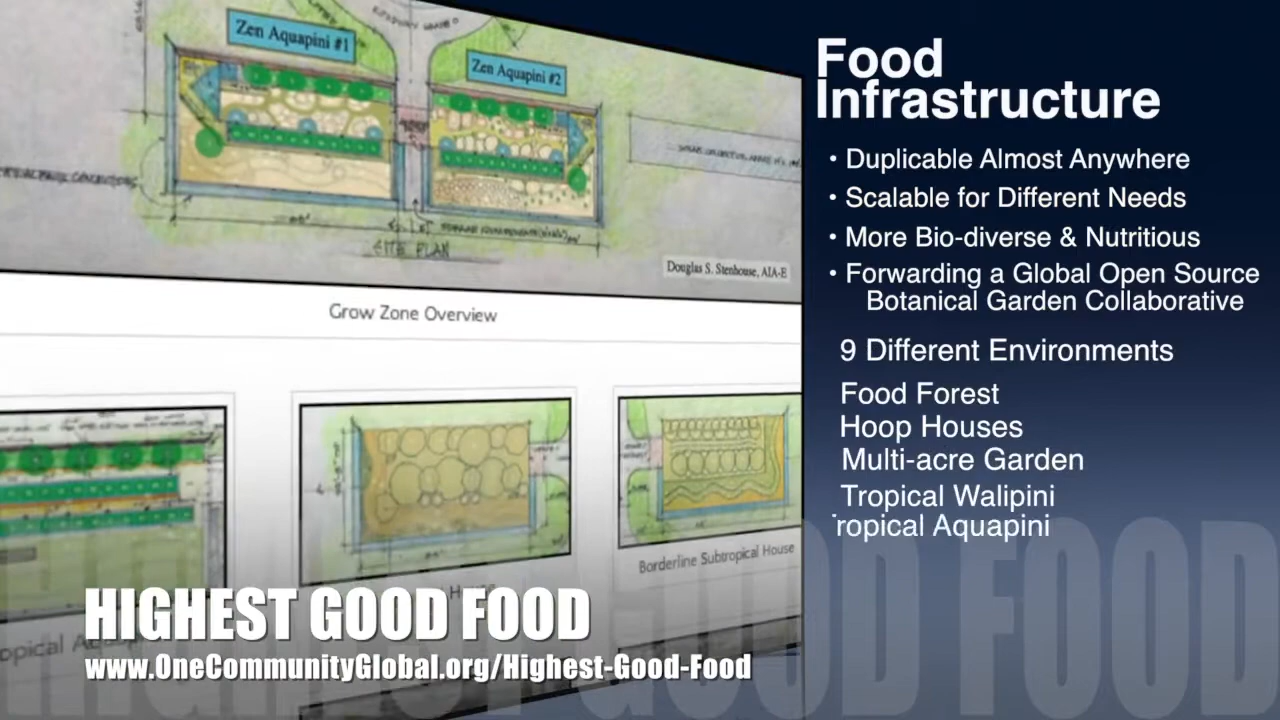 Zen Aquapini #1
Zen Aquapini #2
SITE PLAN
Douglas S. Stenhouse, AIA-E
Grow Zone Overview
Borderline Subtropical House
HIGHEST GOOD FOOD
www.OneCommunityGlobal.org/Highest-Good-Food
Food
Infrastructure
• Duplicable Almost Anywhere
• Scalable for Different Needs
• More Bio-diverse & Nutritious
• Forwarding a Global Open Source
Botanical Garden Collaborative
9 Different Environments
Food Forest
Hoop Houses
Multi-acre Garden
Tropical Walipini
ropical Aquapini